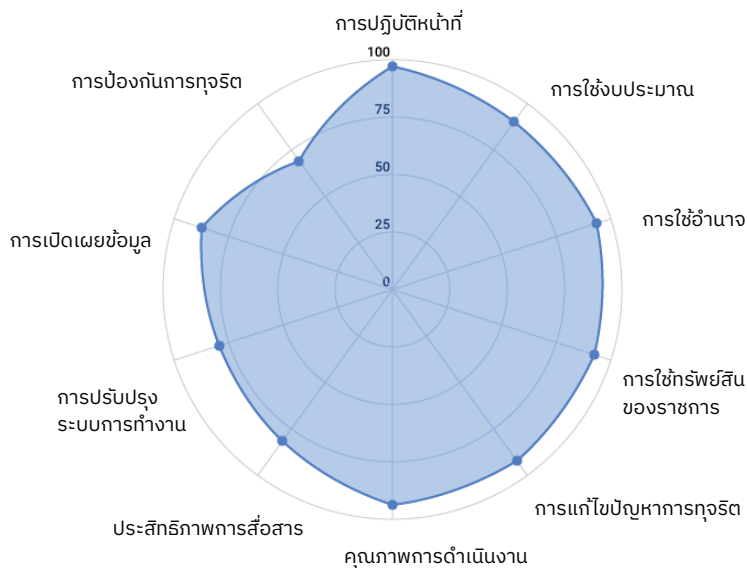 การปฏิบัติหน้าที่
100
การป้องกันการทุจริต
การใช้งบประมาณ
75
50
การใช้อำนาจ
25
การเปิดเผยข้อมูล
0
การใช้ทรัพย์สิน
ของราชการ
การปรับปรุง
ระบบการทำงาน
การแก้ไขปัญหาการทุจริต
ประสิทธิภาพการสื่อสาร
คุณภาพการดำเนินงาน